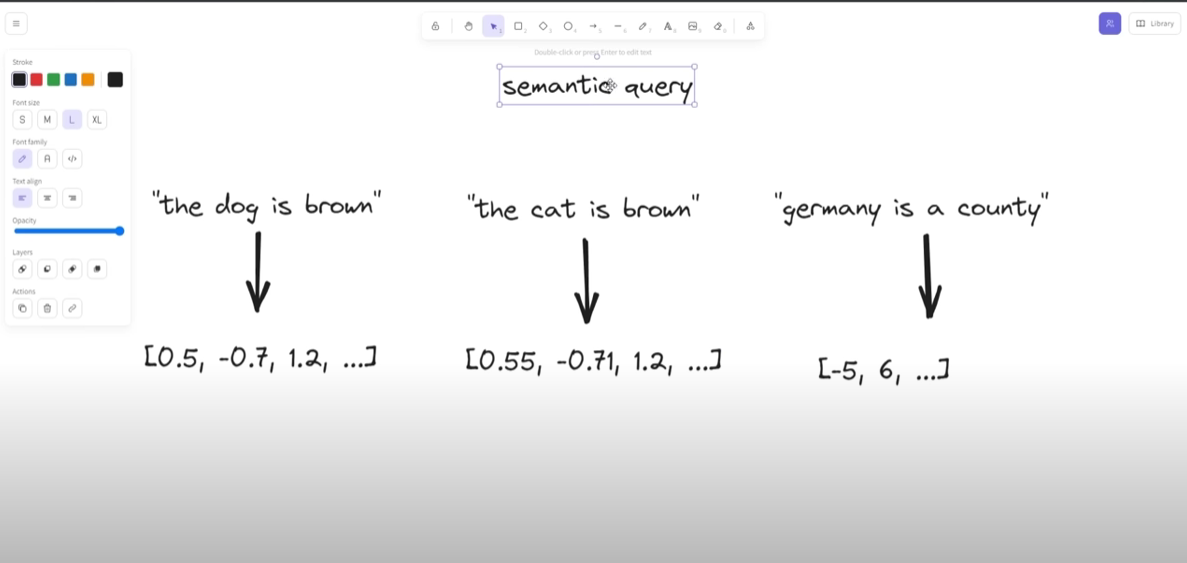 Library
Double-click or press Enter to edit text
semantic query
Stroke
Font size
S M L XL
Font family
A </>
Text align
Opacity
Layers
Actions
"the dog is brown" "the cat is brown" "germany is a county"
[0.5, -0.7, 1.2, ...] [0.55, -0.71, 1.2, ...] [-5, 6, ...]